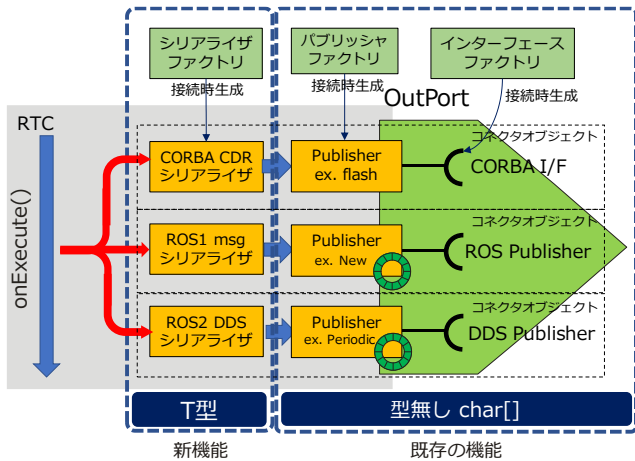 シリアライザ
ファクトリ
パブリッシャ
ファクトリ
インターフェース
ファクトリ
接続時生成
接続時生成
接続時生成
OutPort
RTC
onExecute()
コネクタオブジェクト
CORBA CDR
シリアライザ
Publisher
ex. flash
CORBA I/F
コネクタオブジェクト
ROS1 msg
シリアライザ
Publisher
ex. New
ROS Publisher
コネクタオブジェクト
ROS2 DDS
シリアライザ
Publisher
ex. Periodic
DDS Publisher
T型
型無し char[]
新機能
既存の機能